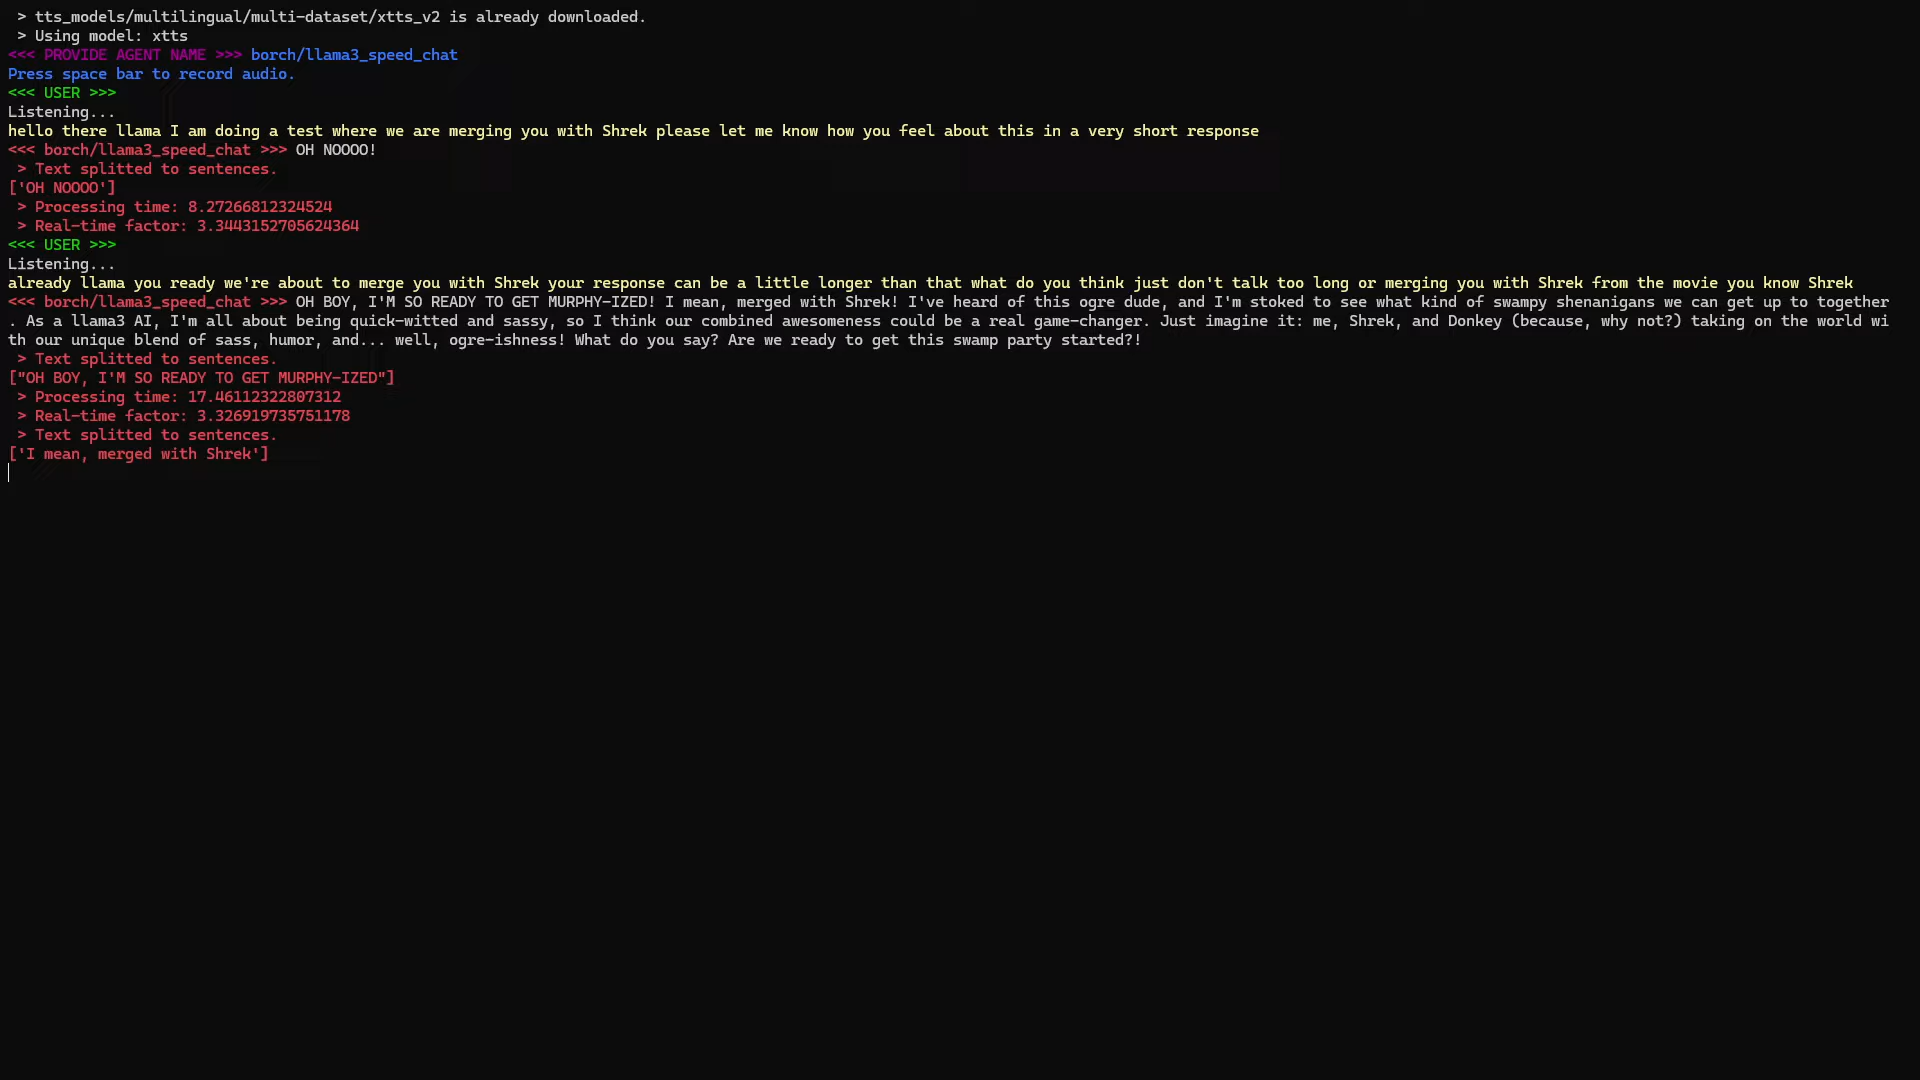 > tts_models/multilingual/multi-dataset/xtts_v2 is already downloaded.
> Using model: xtts
<<< PROVIDE AGENT NAME >>> borch/llama3_speed_chat
Press space bar to record audio.
<<< USER >>>
Listening...
hello there llama I am doing a test where we are merging you with Shrek please let me know how you feel about this in a very short response
<<< borch/llama3_speed_chat >>> OH NOOOO!
> Text splitted to sentences.
['OH NOOOO']
> Processing time: 8.27266812324524
> Real-time factor: 3.3443152705624364
<<< USER >>>
Listening...
already llama you ready we're about to merge you with Shrek your response can be a little longer than that what do you think just don't talk too long or merging you with Shrek from the movie you know Shrek
<<< borch/llama3_speed_chat >>> OH BOY, I'M SO READY TO GET MURPHY-IZED! I mean, merged with Shrek! I've heard of this ogre dude, and I'm stoked to see what kind of swampy shenanigans we can get up to together
. As a llama3 AI, I'm all about being quick-witted and sassy, so I think our combined awesomeness could be a real game-changer. Just imagine it: me, Shrek, and Donkey (because, why not?) taking on the world wi
th our unique blend of sass, humor, and... well, ogre-ishness! What do you say? Are we ready to get this swamp party started?!
> Text splitted to sentences.
["OH BOY, I'M SO READY TO GET MURPHY-IZED"]
> Processing time: 17.46112322807312
> Real-time factor: 3.326919735751178
> Text splitted to sentences.
['I mean, merged with Shrek']